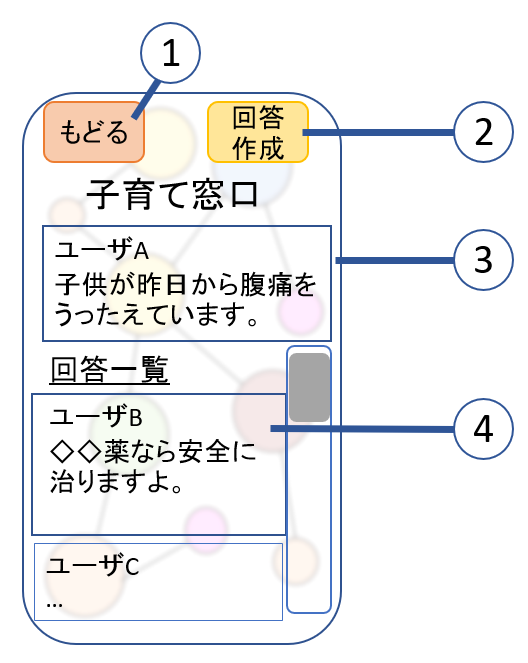 1
もどる
回答
作成
2
子育て窓口
ユーザA
子供が昨日から腹痛を
うったえています。
3
回答一覧
ユーザB
◇◇薬なら安全に
治りますよ。
4
ユーザC
…